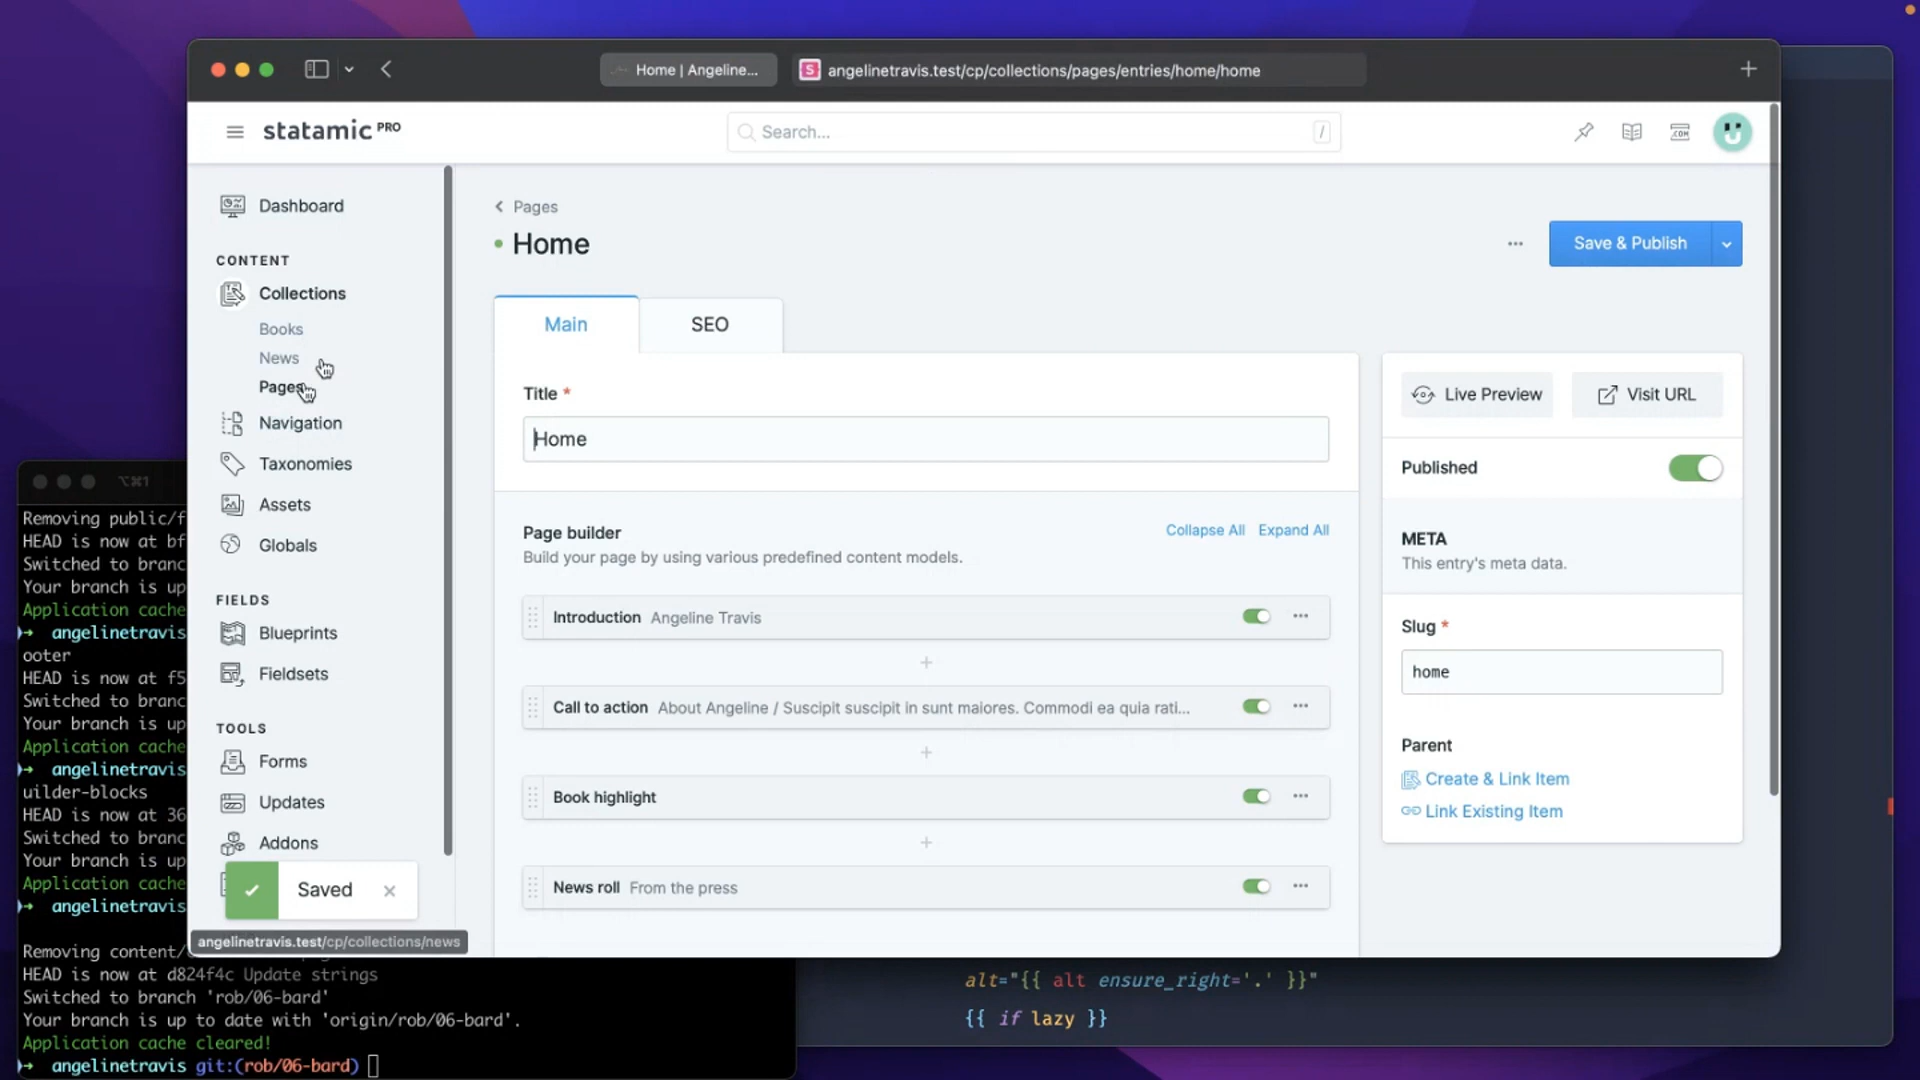 Home | Angeline...
angelinetravis.test/cp/collections/pages/entries/home/home
statamic PRO
Search...
/
.COM
Dashboard
CONTENT
Collections
Books
News
Pages
Navigation
Taxonomies
Assets
Globals
FIELDS
Blueprints
Fieldsets
TOOLS
Forms
Updates
Addons
Saved
angelinetravis.test/cp/collections/news
Pages
Home
Save & Publish
Main
SEO
Title *
Home
Page builder
Collapse All
Expand All
Build your page by using various predefined content models.
Introduction Angeline Travis
Call to action About Angeline / Suscipit suscipit in sunt maiores. Commodi ea quia rati...
Book highlight
News roll From the press
Live Preview
Visit URL
Published
META
This entry's meta data.
Slug *
home
Parent
Create & Link Item
Link Existing Item
⌥⌘1
Removing public/f
HEAD is now at bf
Switched to branc
Your branch is up
Application cache
➜ angelinetravis
ooter
HEAD is now at f5
Switched to branc
Your branch is up
Application cache
➜ angelinetravis
uilder-blocks
HEAD is now at 36
Switched to branc
Your branch is up
Application cache
➜ angelinetravis
Removing content/
HEAD is now at d824f4c Update strings
Switched to branch 'rob/06-bard'
Your branch is up to date with 'origin/rob/06-bard'.
Application cache cleared!
➜ angelinetravis git:(rob/06-bard)
alt="{{ alt ensure_right='.' }}"
{{ if lazy }}